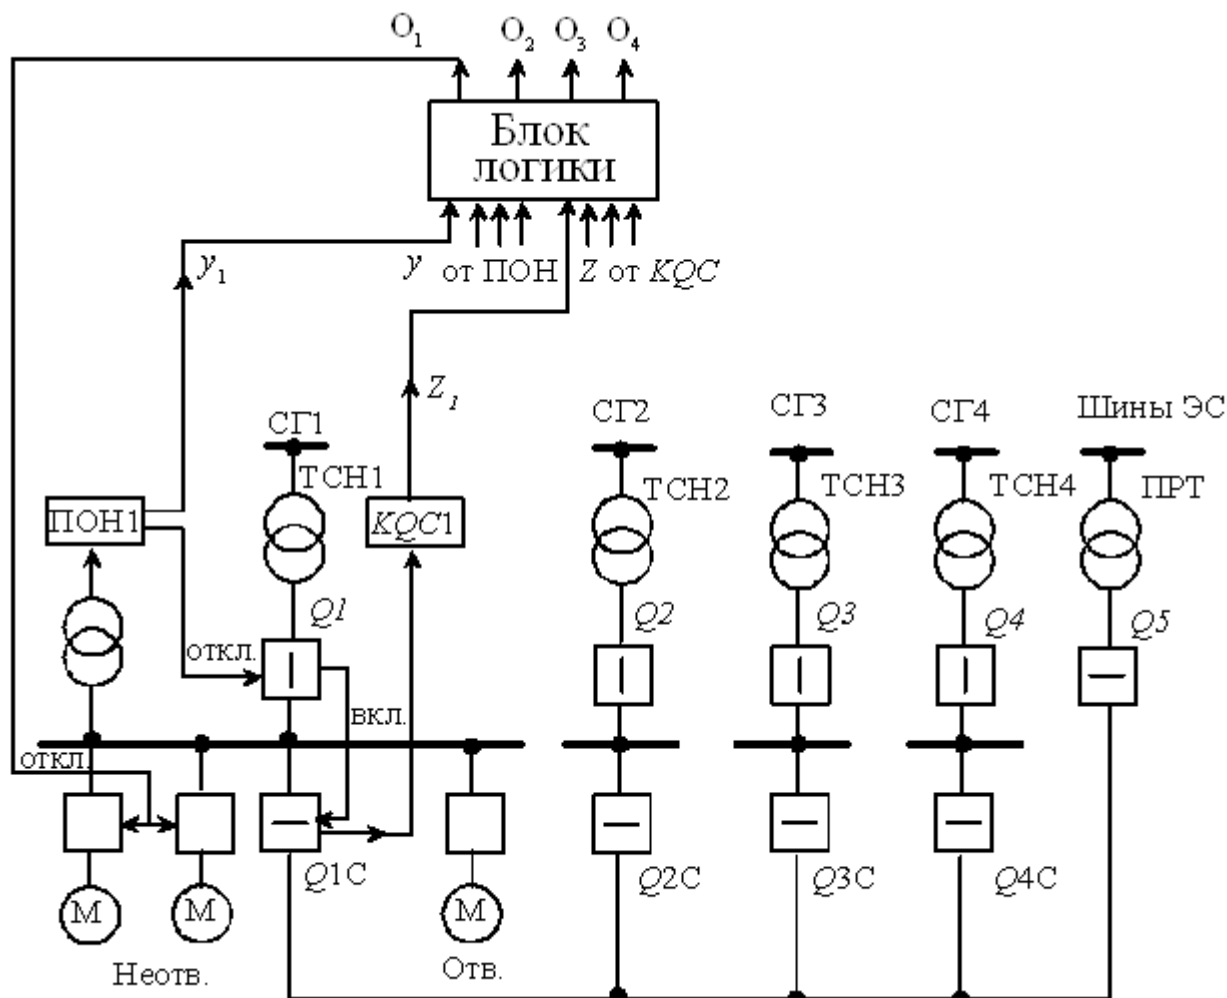 O₁ O₂ O₃ O₄
Блок
логики
y₁
y от ПОН Z от KQC
Z₁
СГ1
СГ2
СГ3
СГ4
Шины ЭС
ТСН1
ТСН2
ТСН3
ТСН4
ПРТ
ПОН1
KQC1
Q1
Q2
Q3
Q4
Q5
откл.
вкл.
откл.
Q1C
Q2C
Q3C
Q4C
М
М
М
Неотв.
Отв.